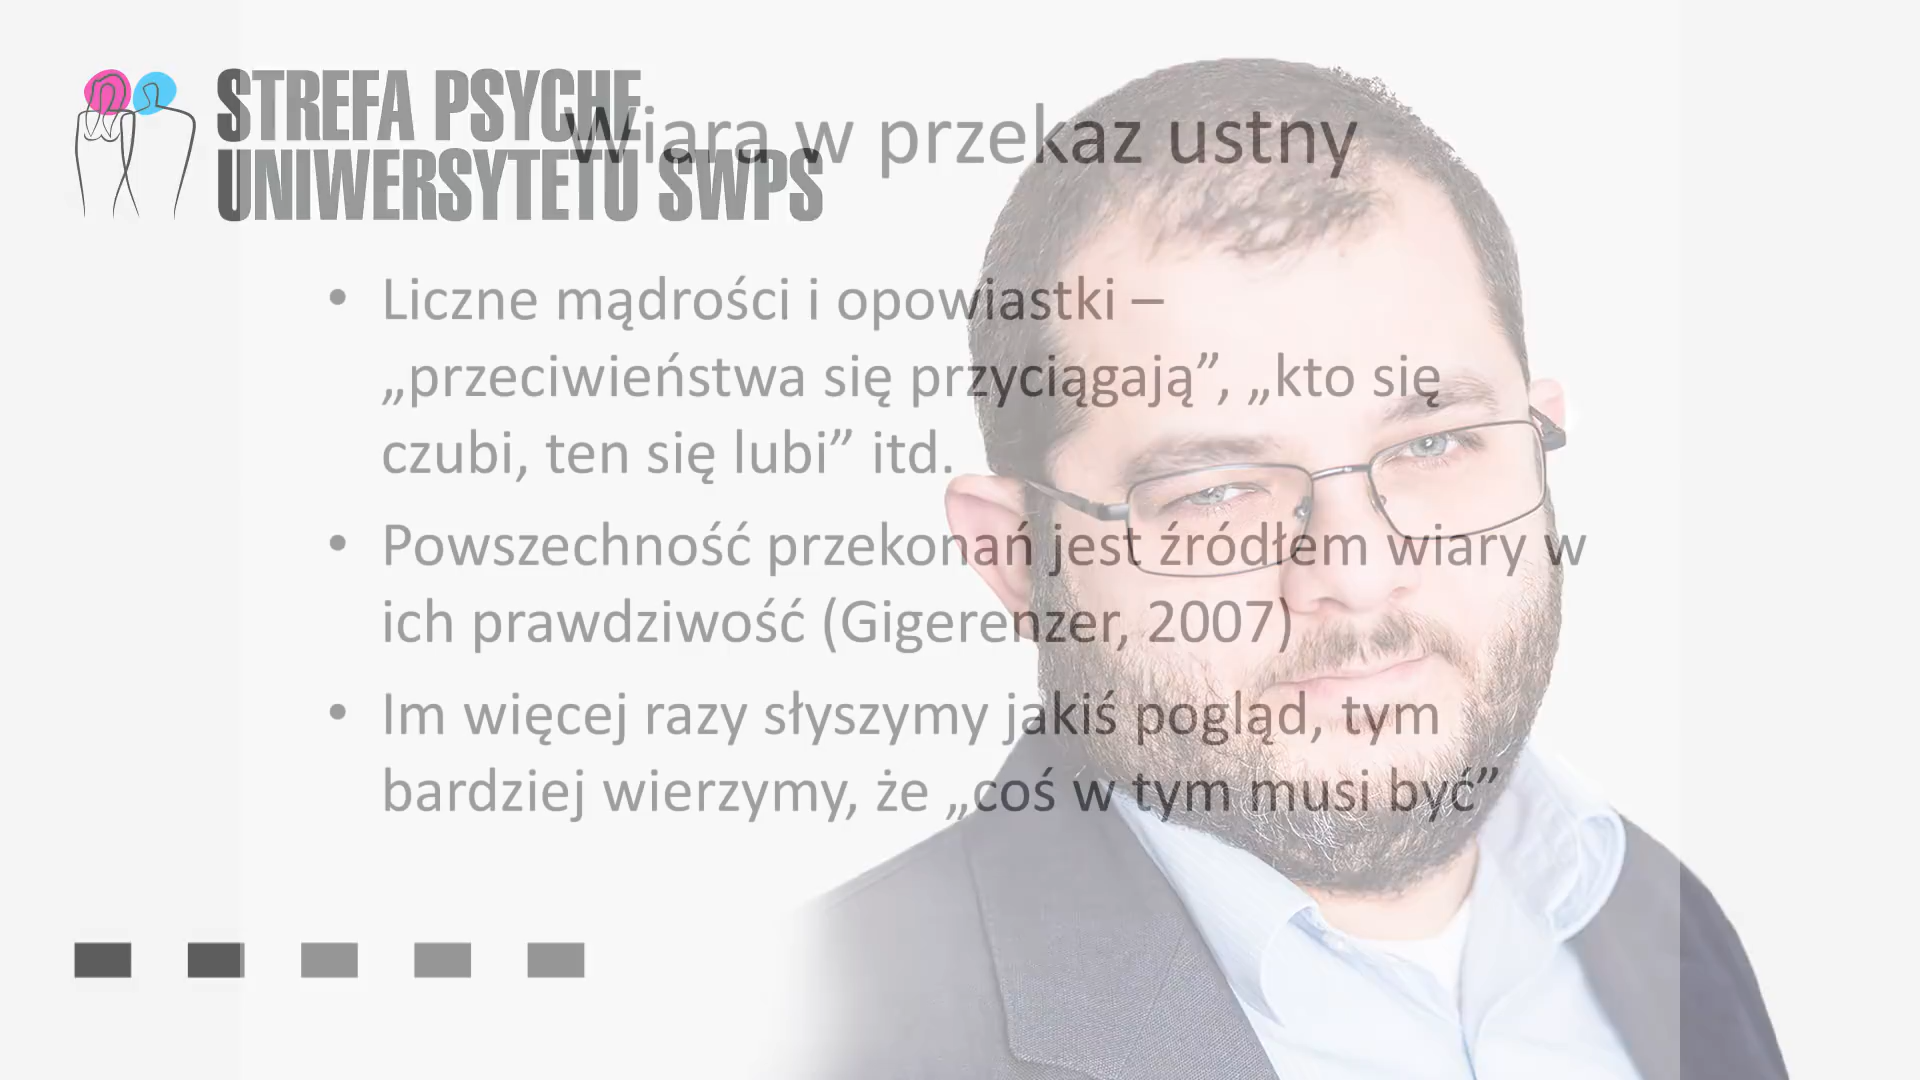 STREFA PSYCHE
UNIWERSYTETU SWPS
Wiara w przekaz ustny
• Liczne mądrości i opowiastki –
„przeciwieństwa się przyciągają”, „kto się
czubi, ten się lubi” itd.
• Powszechność przekonań jest źródłem wiary w
ich prawdziwość (Gigerenzer, 2007)
• Im więcej razy słyszymy jakiś pogląd, tym
bardziej wierzymy, że „coś w tym musi być”